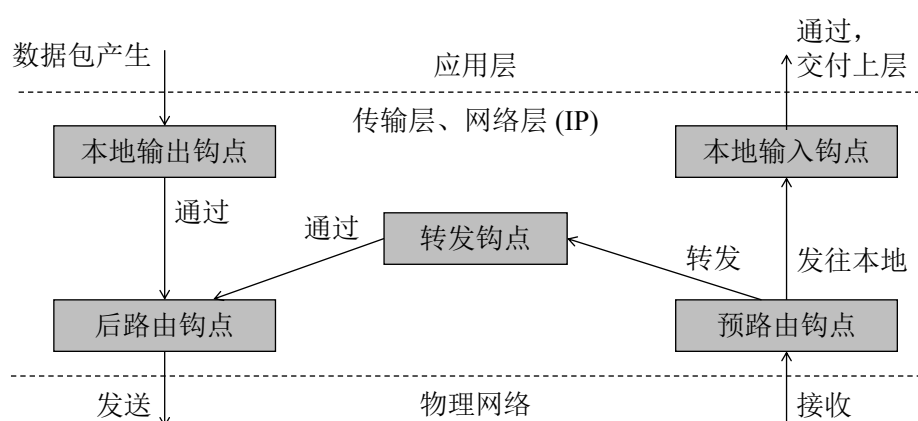 数据包产生
应用层
通过，
交付上层
传输层、网络层 (IP)
本地输出钩点
本地输入钩点
通过
通过
转发钩点
转发
发往本地
后路由钩点
预路由钩点
发送
物理网络
接收